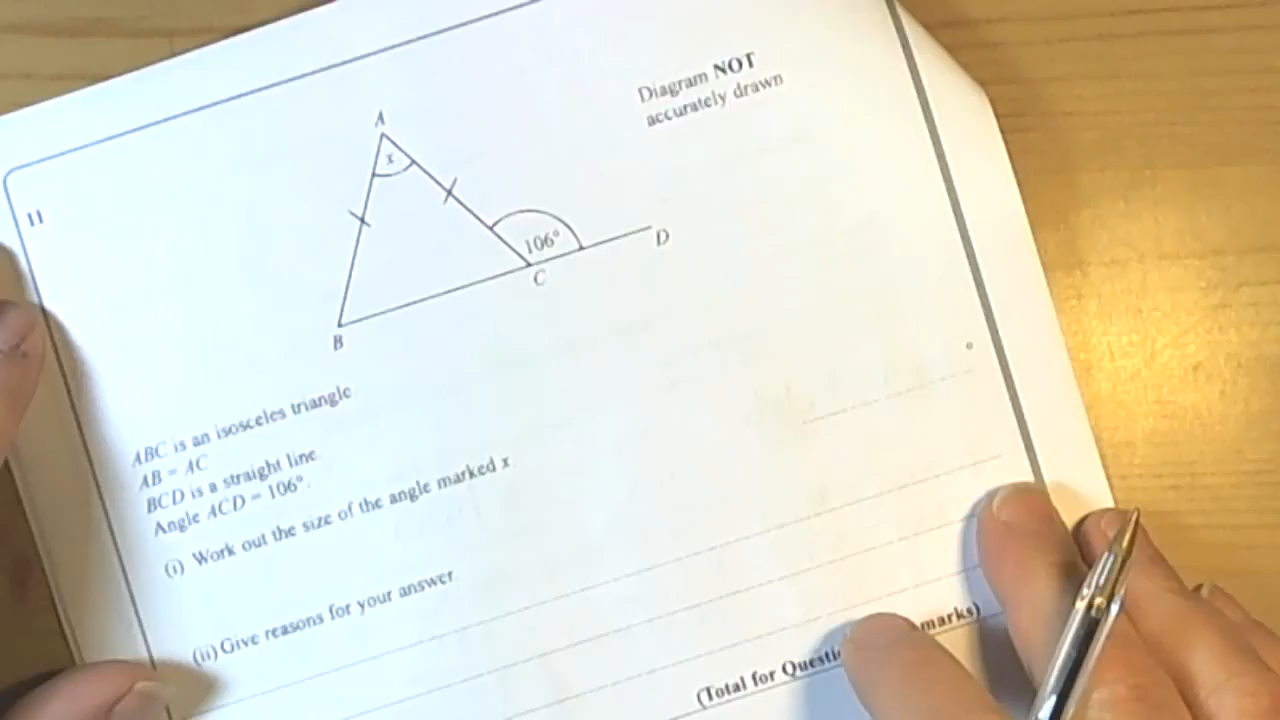 11
Diagram NOT
accurately drawn
A
x
106°
D
C
B
°
ABC is an isosceles triangle
AB = AC
BCD is a straight line
Angle ACD = 106°.
(i) Work out the size of the angle marked x
(ii) Give reasons for your answer
(Total for marks)